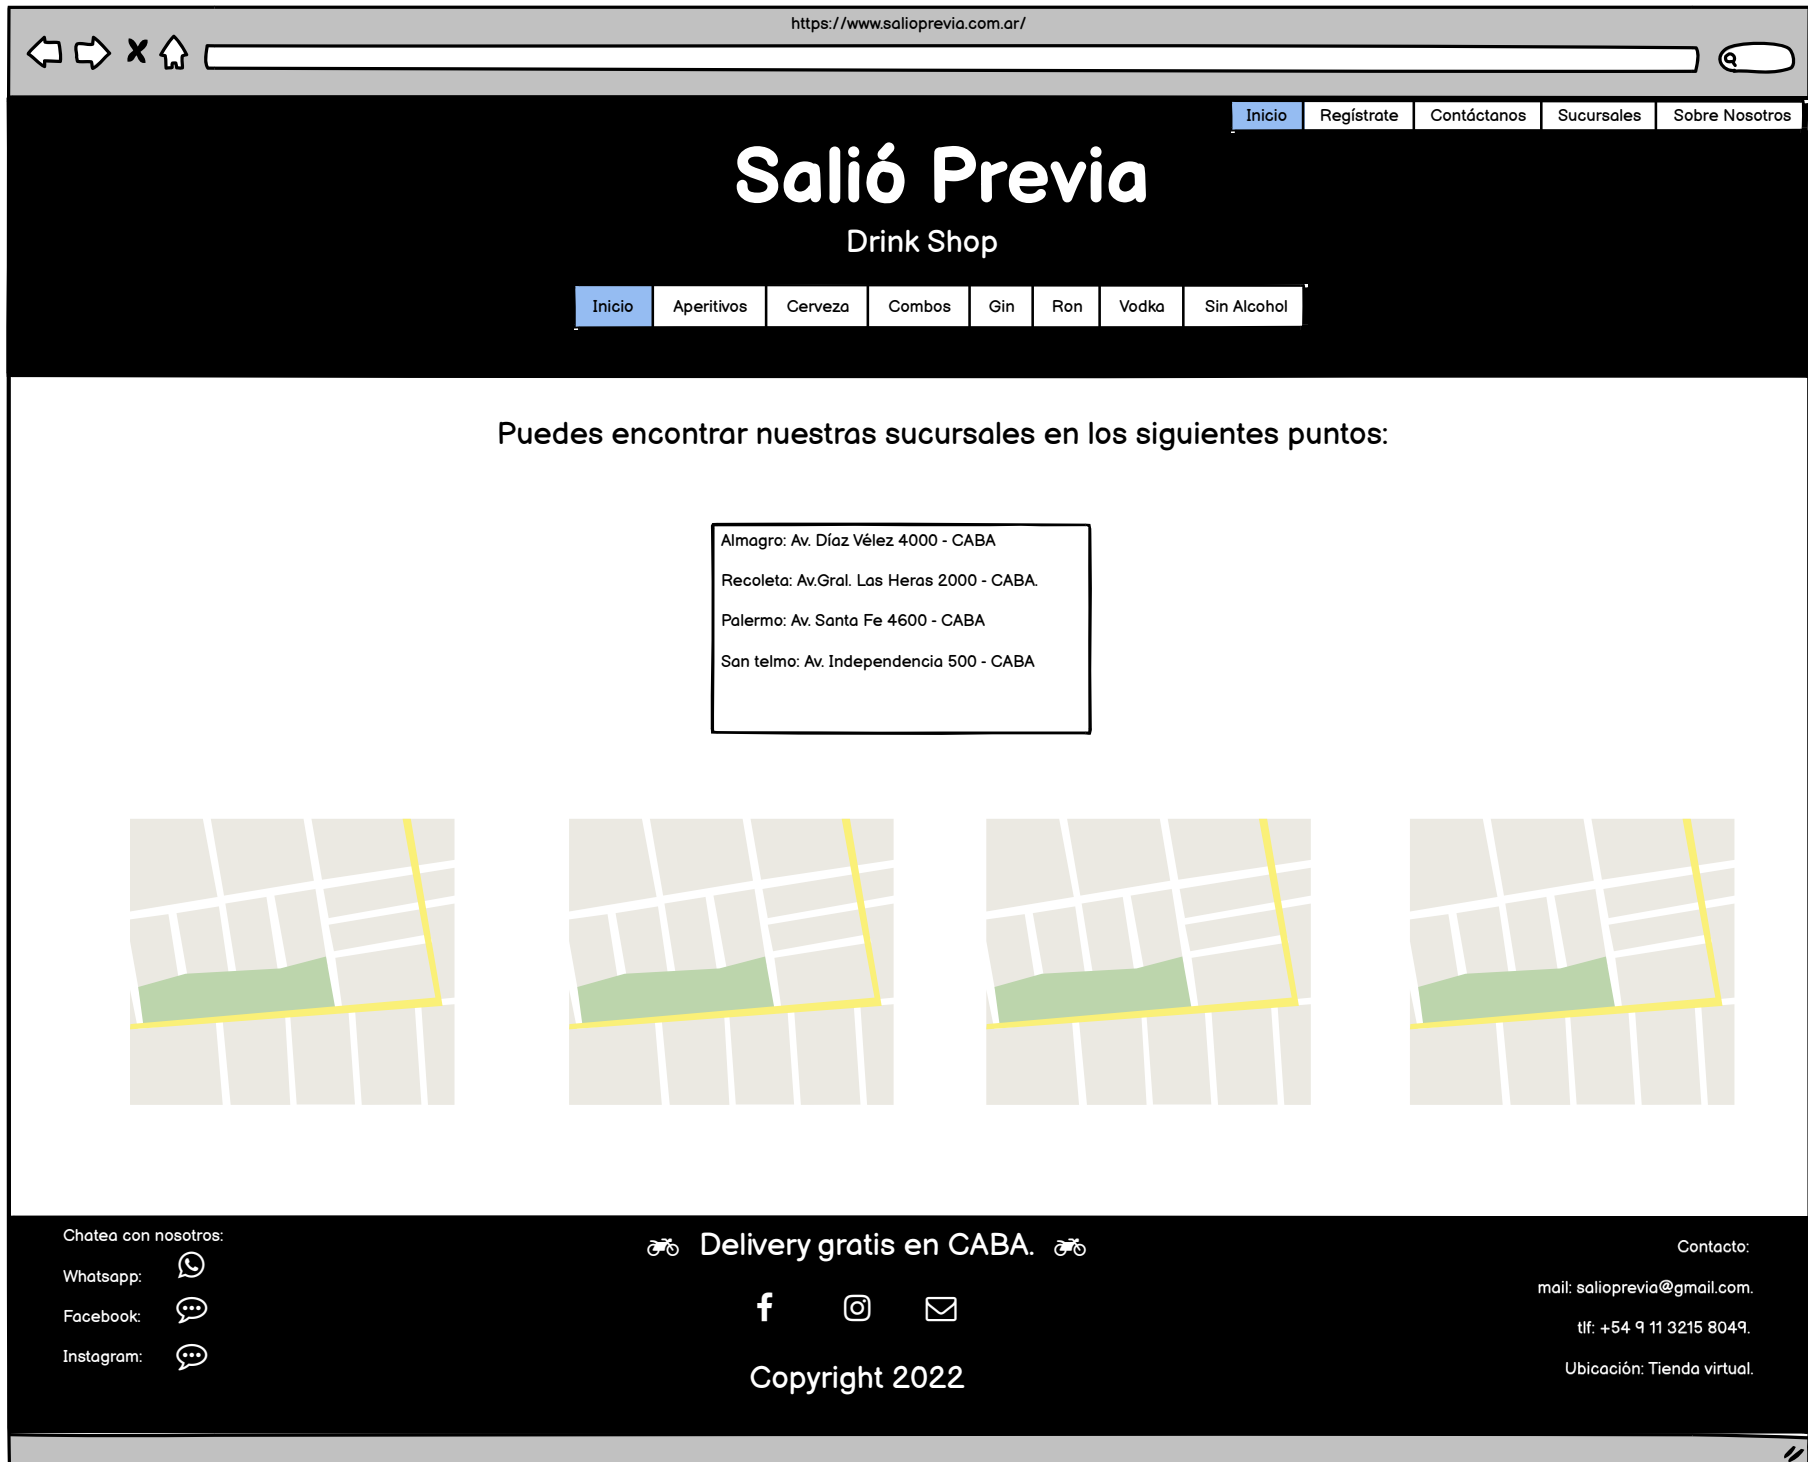 https://www.salioprevia.com.ar/
Inicio Regístrate Contáctanos Sucursales Sobre Nosotros
Salió Previa
Drink Shop
Inicio Aperitivos Cerveza Combos Gin Ron Vodka Sin Alcohol
Puedes encontrar nuestras sucursales en los siguientes puntos:
Almagro: Av. Díaz Vélez 4000 - CABA
Recoleta: Av.Gral. Las Heras 2000 - CABA.
Palermo: Av. Santa Fe 4600 - CABA
San telmo: Av. Independencia 500 - CABA
Chatea con nosotros:
Whatsapp:
Facebook:
Instagram:
Delivery gratis en CABA.
Copyright 2022
Contacto:
mail: salioprevia@gmail.com.
tlf: +54 9 11 3215 8049.
Ubicación: Tienda virtual.